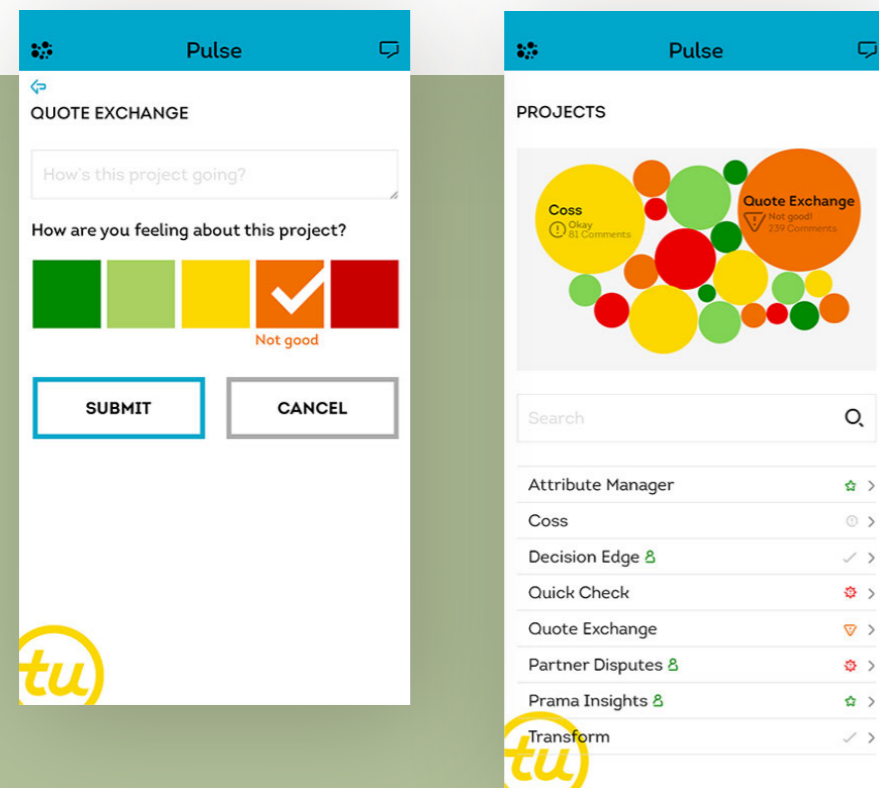 Pulse
QUOTE EXCHANGE
How's this project going?
How are you feeling about this project?
Not good
SUBMIT
CANCEL
tu
Pulse
PROJECTS
Coss
Okay
81 Comments
Quote Exchange
Not good!
239 Comments
Search
Attribute Manager
Coss
Decision Edge
Quick Check
Quote Exchange
Partner Disputes
Prama Insights
Transform
tu